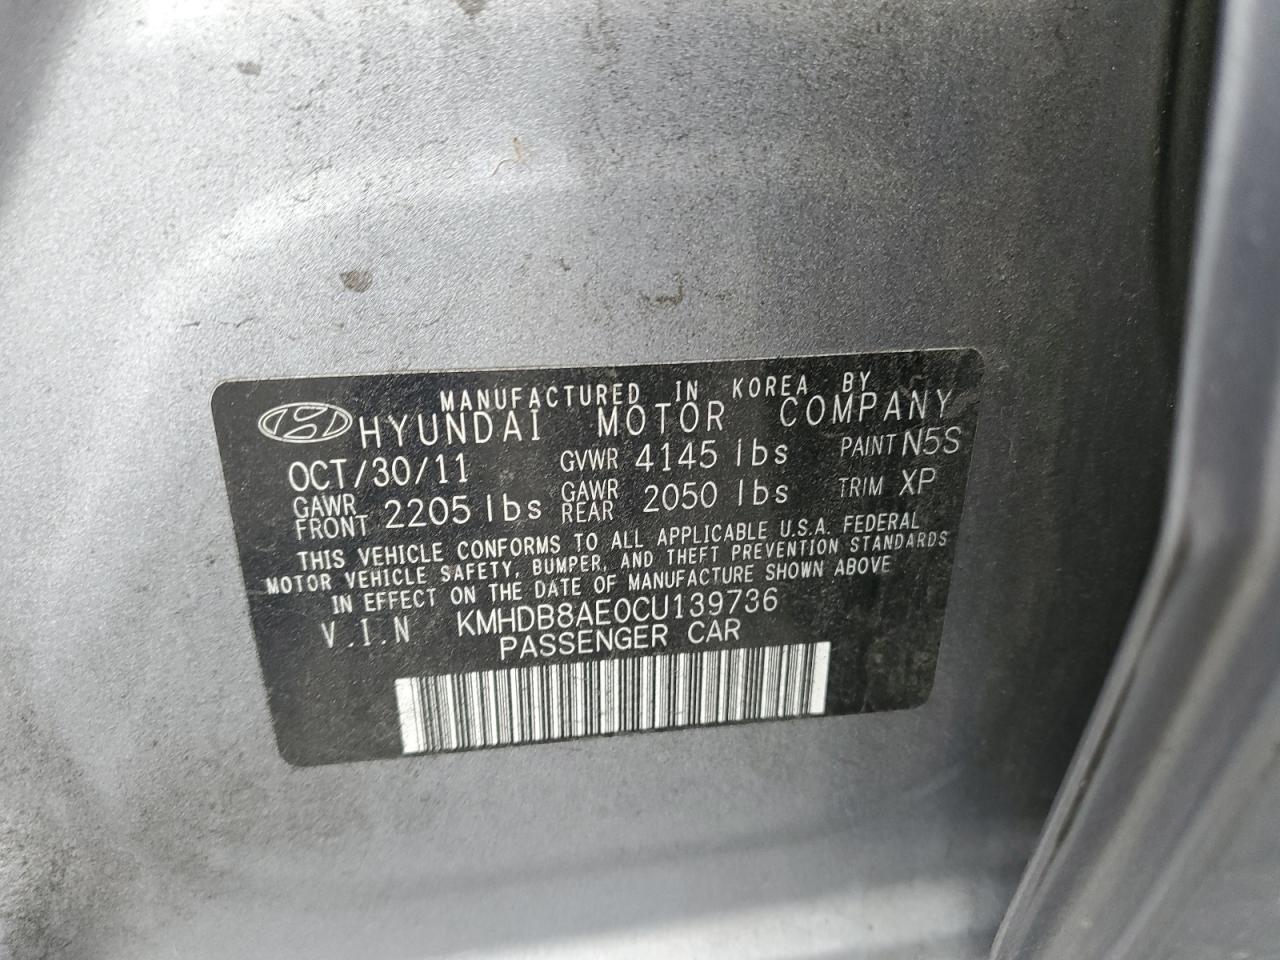 MANUFACTURED IN KOREA BY
HYUNDAI MOTOR COMPANY
OCT/30/11 GVWR 4145 lbs PAINT N5S
GAWR FRONT 2205 lbs GAWR REAR 2050 lbs TRIM XP
THIS VEHICLE CONFORMS TO ALL APPLICABLE U.S.A. FEDERAL
MOTOR VEHICLE SAFETY, BUMPER, AND THEFT PREVENTION STANDARDS
IN EFFECT ON THE DATE OF MANUFACTURE SHOWN ABOVE
V.I.N KMHDB8AE0CU139736
PASSENGER CAR